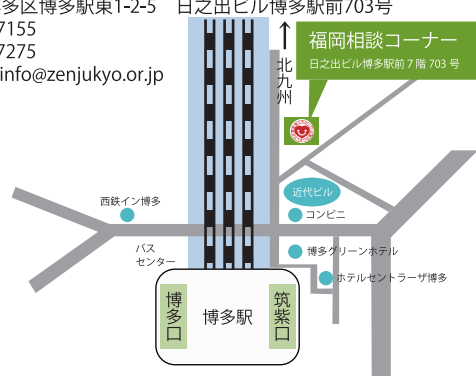 多区博多駅東1-2-5 日之出ビル博多駅前703号
7155
7275
info@zenjukyo.or.jp
北九州
福岡相談コーナー
日之出ビル博多駅前 7 階 703 号
近代ビル
西鉄イン博多
コンビニ
バス
センター
博多グリーンホテル
ホテルセントラーザ博多
博多口
博多駅
筑紫口